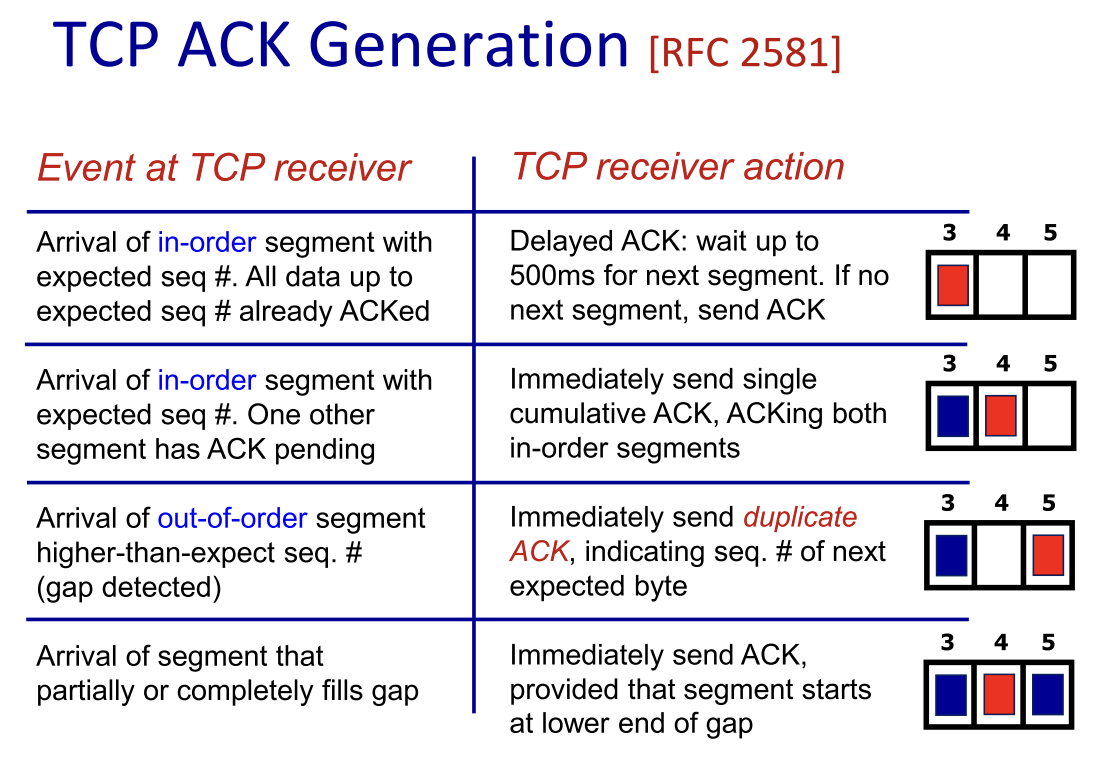 TCP ACK Generation [RFC 2581]
Event at TCP receiver
TCP receiver action
Arrival of in-order segment with
expected seq #. All data up to
expected seq # already ACKed
Delayed ACK: wait up to
500ms for next segment. If no
next segment, send ACK
3 4 5
Arrival of in-order segment with
expected seq #. One other
segment has ACK pending
Immediately send single
cumulative ACK, ACKing both
in-order segments
3 4 5
Arrival of out-of-order segment
higher-than-expect seq. #
(gap detected)
Immediately send duplicate
ACK, indicating seq. # of next
expected byte
3 4 5
Arrival of segment that
partially or completely fills gap
Immediately send ACK,
provided that segment starts
at lower end of gap
3 4 5